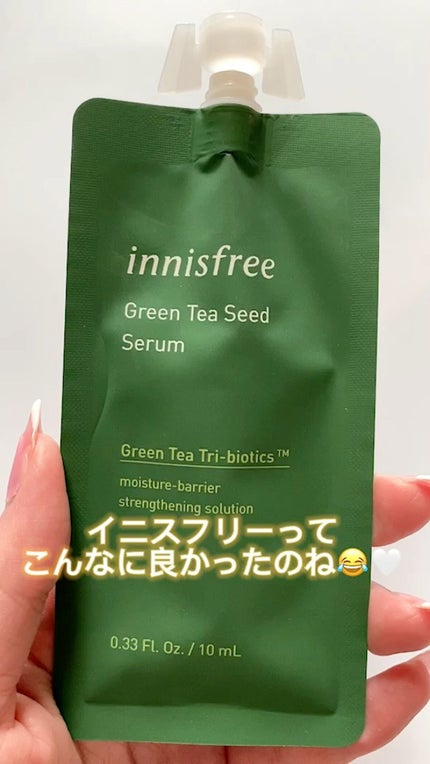 innisfree
Green Tea Seed
Serum
Green Tea Tri-biotics™
moisture-barrier
strengthening solution
イニスフリーって
こんなに良かったのね😂🤍
0.33 Fl. Oz. / 10 mL